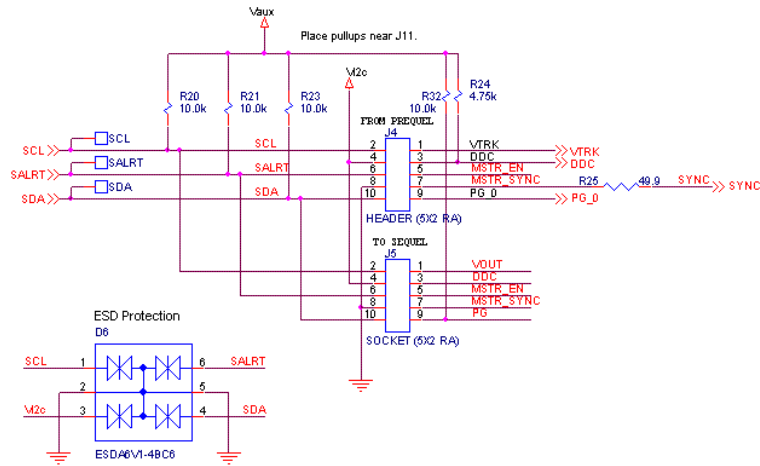 Vaux
Place pullups near J11.
Vi2c
R20
10.0k
R21
10.0k
R23
10.0k
R32
10.0k
R24
4.75k
FROM PREQUEL
J4
SCL
SCL
SCL
2
1
VTRK
VTRK
4
3
DDC
DDC
SALRT
SALRT
SALRT
6
5
MSTR_EN
8
7
MSTR_SYNC
R25
49.9
SYNC
SYNC
SDA
SDA
SDA
10
9
PG_0
PG_0
HEADER (5X2 RA)
TO SEQUEL
J5
2
1
VOUT
4
3
DDC
6
5
MSTR_EN
8
7
MSTR_SYNC
10
9
PG
SOCKET (5X2 RA)
ESD Protection
D6
SCL
1
6
SALRT
2
5
Vi2c
3
4
SDA
ESDA6V1-4BC6